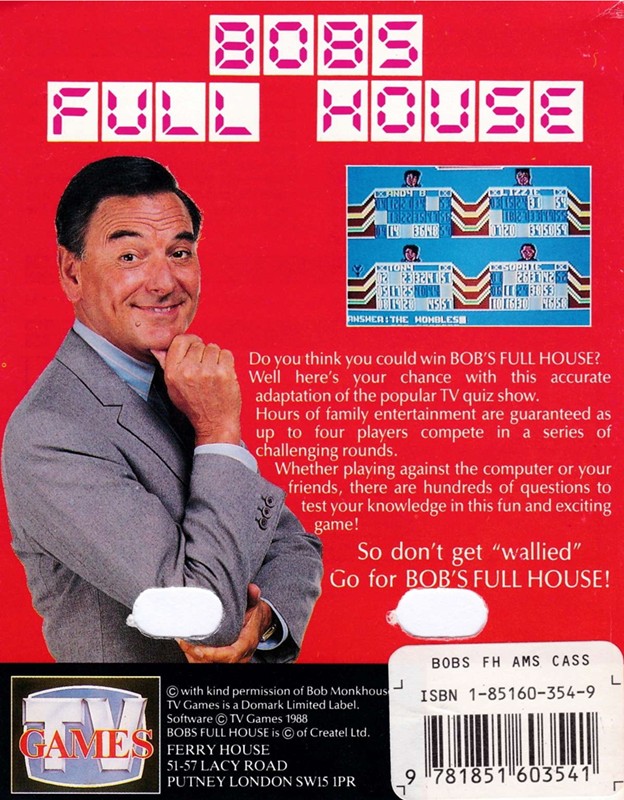 BOBS
FULL HOUSE
ANDY B
LIZZIE
TONY
SOPHIE
ANSWER:THE WOMBLES
Do you think you could win BOB'S FULL HOUSE?
Well here's your chance with this accurate
adaptation of the popular TV quiz show.
Hours of family entertainment are guaranteed as
up to four players compete in a series of
challenging rounds.
Whether playing against the computer or your
friends, there are hundreds of questions to
test your knowledge in this fun and exciting
game!
So don't get "wallied"
Go for BOB'S FULL HOUSE!
TV
GAMES
© with kind permission of Bob Monkhouse
TV Games is a Domark Limited Label.
Software © TV Games 1988
BOBS FULL HOUSE is © of Createl Ltd.
FERRY HOUSE
51-57 LACY ROAD
PUTNEY LONDON SW15 1PR
BOBS FH AMS CASS
ISBN 1-85160-354-9
9 781851 603541